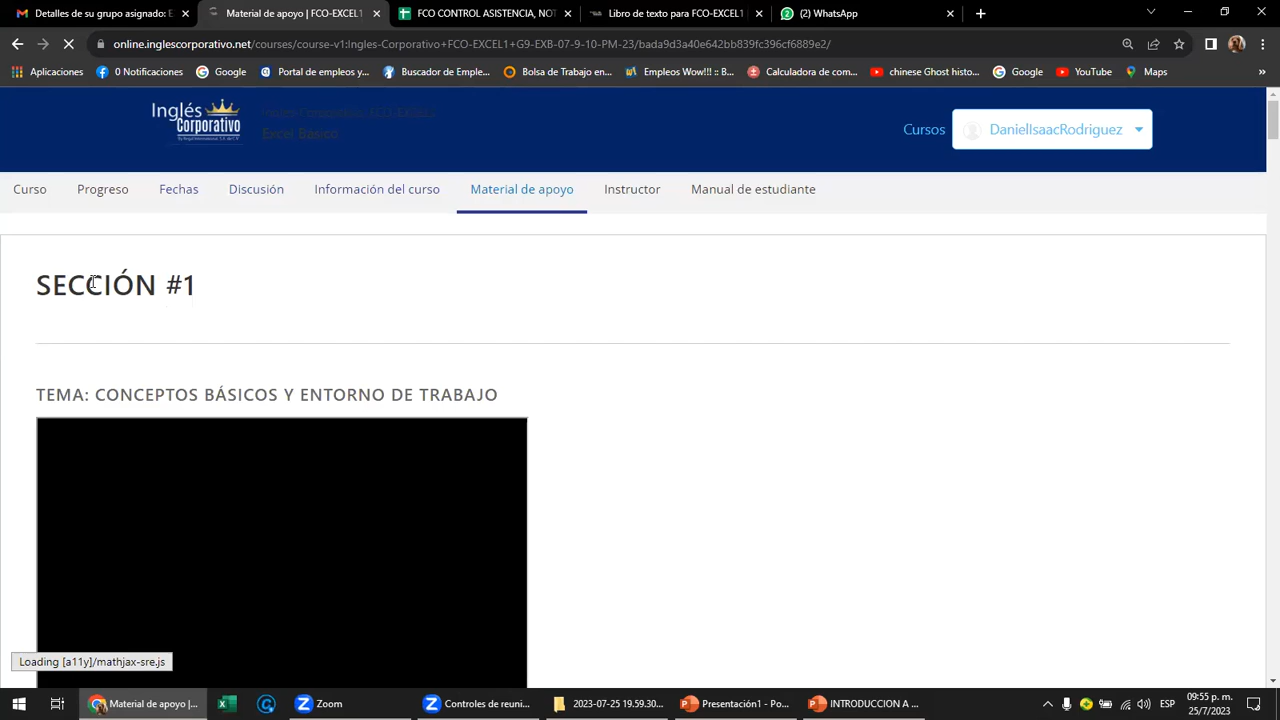 Detalles de su grupo asignado: E
Material de apoyo | FCO-EXCEL1
FCO CONTROL ASISTENCIA, NOT
Libro de texto para FCO-EXCEL1
(2) WhatsApp
online.inglescorporativo.net/courses/course-v1:Ingles-Corporativo+FCO-EXCEL1+G9-EXB-07-9-10-PM-23/bada9d3a40e642bb839fc396cf6889e2/
Aplicaciones
0 Notificaciones
Google
Portal de empleos y...
Buscador de Emple...
Bolsa de Trabajo en...
Empleos Wow!!! :: B...
Calculadora de com...
chinese Ghost histo...
Google
YouTube
Maps
»
Inglés
Corporativo
Ingles-Corporativo: FCO-EXCEL1
Excel Básico
Cursos
DanielIsaacRodriguez
Curso
Progreso
Fechas
Discusión
Información del curso
Material de apoyo
Instructor
Manual de estudiante
SECCIÓN #1
TEMA: CONCEPTOS BÁSICOS Y ENTORNO DE TRABAJO
Loading [a11y]/mathjax-sre.js
Material de apoyo |...
Zoom
Controles de reuni...
2023-07-25 19.59.30...
Presentación1 - Po...
INTRODUCCION A ...
ESP
09:55 p. m.
25/7/2023